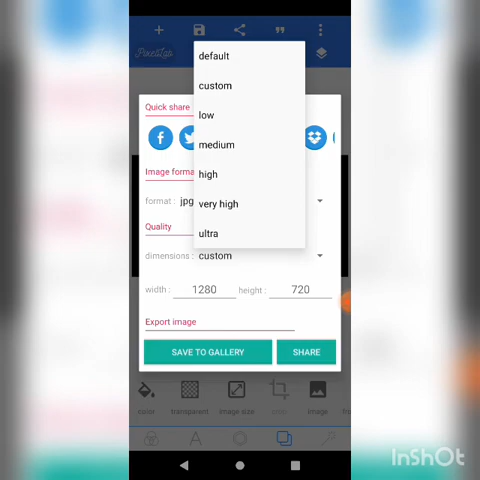 PixelLab
default
Quick share
custom
low
medium
Image forma
high
format : jpg
very high
Quality
ultra
dimensions: custom
width : 1280 height : 720
Export image
SAVE TO GALLERY SHARE
transparent image size image
InShOt